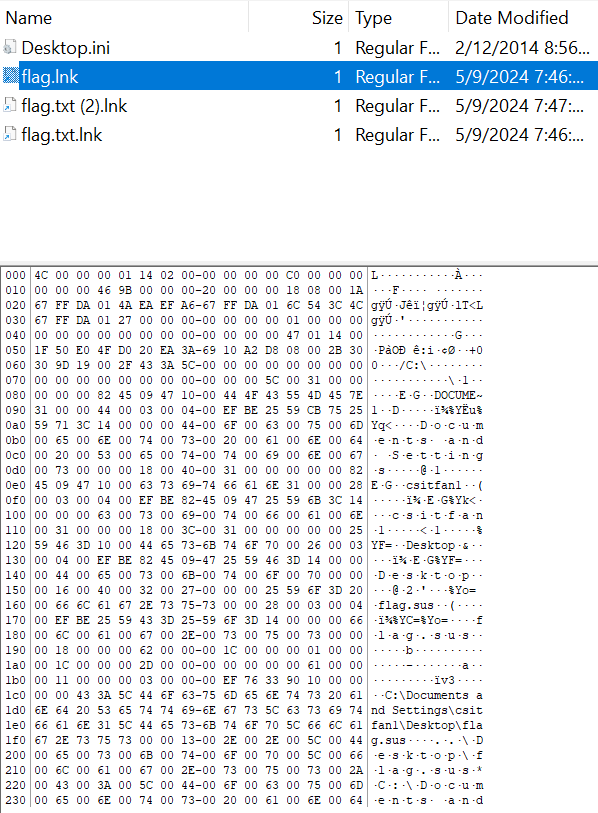 Name Size Type Date Modified
Desktop.ini 1 Regular F... 2/12/2014 8:56...
flag.lnk 1 Regular F... 5/9/2024 7:46:...
flag.txt (2).lnk 1 Regular F... 5/9/2024 7:47:...
flag.txt.lnk 1 Regular F... 5/9/2024 7:46:...
000 4C 00 00 00 01 14 02 00-00 00 00 00 C0 00 00 00 L···········À···
010 00 00 00 46 9B 00 00 00-20 00 00 00 18 08 00 1A ···F···· ·······
020 67 FF DA 01 4A EA EF A6-67 FF DA 01 6C 54 3C 4C gÿÚ·Jêï¦gÿÚ·lT<L
030 67 FF DA 01 27 00 00 00-00 00 00 00 01 00 00 00 gÿÚ·'···········
040 00 00 00 00 00 00 00 00-00 00 00 00 47 01 14 00 ············G···
050 1F 50 E0 4F D0 20 EA 3A-69 10 A2 D8 08 00 2B 30 ·PàOÐ ê:i·¢Ø··+0
060 30 9D 19 00 2F 43 3A 5C-00 00 00 00 00 00 00 00 0···/C:\········
070 00 00 00 00 00 00 00 00-00 00 00 5C 00 31 00 00 ···········\·1··
080 00 00 00 82 45 09 47 10-00 44 4F 43 55 4D 45 7E ····E·G··DOCUME~
090 31 00 00 44 00 03 00 04-00 EF BE 25 59 CB 75 25 1··D·····ï¾%YËu%
0a0 59 71 3C 14 00 00 00 44-00 6F 00 63 00 75 00 6D Yq<····D·o·c·u·m
0b0 00 65 00 6E 00 74 00 73-00 20 00 61 00 6E 00 64 ·e·n·t·s· ·a·n·d
0c0 00 20 00 53 00 65 00 74-00 74 00 69 00 6E 00 67 · ·S·e·t·t·i·n·g
0d0 00 73 00 00 00 18 00 40-00 31 00 00 00 00 00 82 ·s·····@·1······
0e0 45 09 47 10 00 63 73 69-74 66 61 6E 31 00 00 28 E·G··csitfan1··(
0f0 00 03 00 04 00 EF BE 82-45 09 47 25 59 6B 3C 14 ·····ï¾·E·G%Yk<·
100 00 00 00 63 00 73 00 69-00 74 00 66 00 61 00 6E ···c·s·i·t·f·a·n
110 00 31 00 00 00 18 00 3C-00 31 00 00 00 00 00 25 ·1·····<·1·····%
120 59 46 3D 10 00 44 65 73-6B 74 6F 70 00 26 00 03 YF=··Desktop·&··
130 00 04 00 EF BE 82 45 09-47 25 59 46 3D 14 00 00 ···ï¾·E·G%YF=···
140 00 44 00 65 00 73 00 6B-00 74 00 6F 00 70 00 00 ·D·e·s·k·t·o·p··
150 00 16 00 40 00 32 00 27-00 00 00 25 59 6F 3D 20 ···@·2·'···%Yo=
160 00 66 6C 61 67 2E 73 75-73 00 00 28 00 03 00 04 ·flag.sus··(····
170 00 EF BE 25 59 43 3D 25-59 6F 3D 14 00 00 00 66 ·ï¾%YC=%Yo=····f
180 00 6C 00 61 00 67 00 2E-00 73 00 75 00 73 00 00 ·l·a·g·.·s·u·s··
190 00 18 00 00 00 62 00 00-00 1C 00 00 00 01 00 00 ·····b··········
1a0 00 1C 00 00 00 2D 00 00-00 00 00 00 00 61 00 00 ·····-·······a··
1b0 00 11 00 00 00 03 00 00-00 EF 76 33 90 10 00 00 ·········ïv3····
1c0 00 00 43 3A 5C 44 6F 63-75 6D 65 6E 74 73 20 61 ··C:\Documents a
1d0 6E 64 20 53 65 74 74 69-6E 67 73 5C 63 73 69 74 nd Settings\csit
1e0 66 61 6E 31 5C 44 65 73-6B 74 6F 70 5C 66 6C 61 fan1\Desktop\fla
1f0 67 2E 73 75 73 00 00 13-00 2E 00 2E 00 5C 00 44 g.sus····.·.·\·D
200 00 65 00 73 00 6B 00 74-00 6F 00 70 00 5C 00 66 ·e·s·k·t·o·p·\·f
210 00 6C 00 61 00 67 00 2E-00 73 00 75 00 73 00 2A ·l·a·g·.·s·u·s·*
220 00 43 00 3A 00 5C 00 44-00 6F 00 63 00 75 00 6D ·C·:·\·D·o·c·u·m
230 00 65 00 6E 00 74 00 73-00 20 00 61 00 6E 00 64 ·e·n·t·s· ·a·n·d